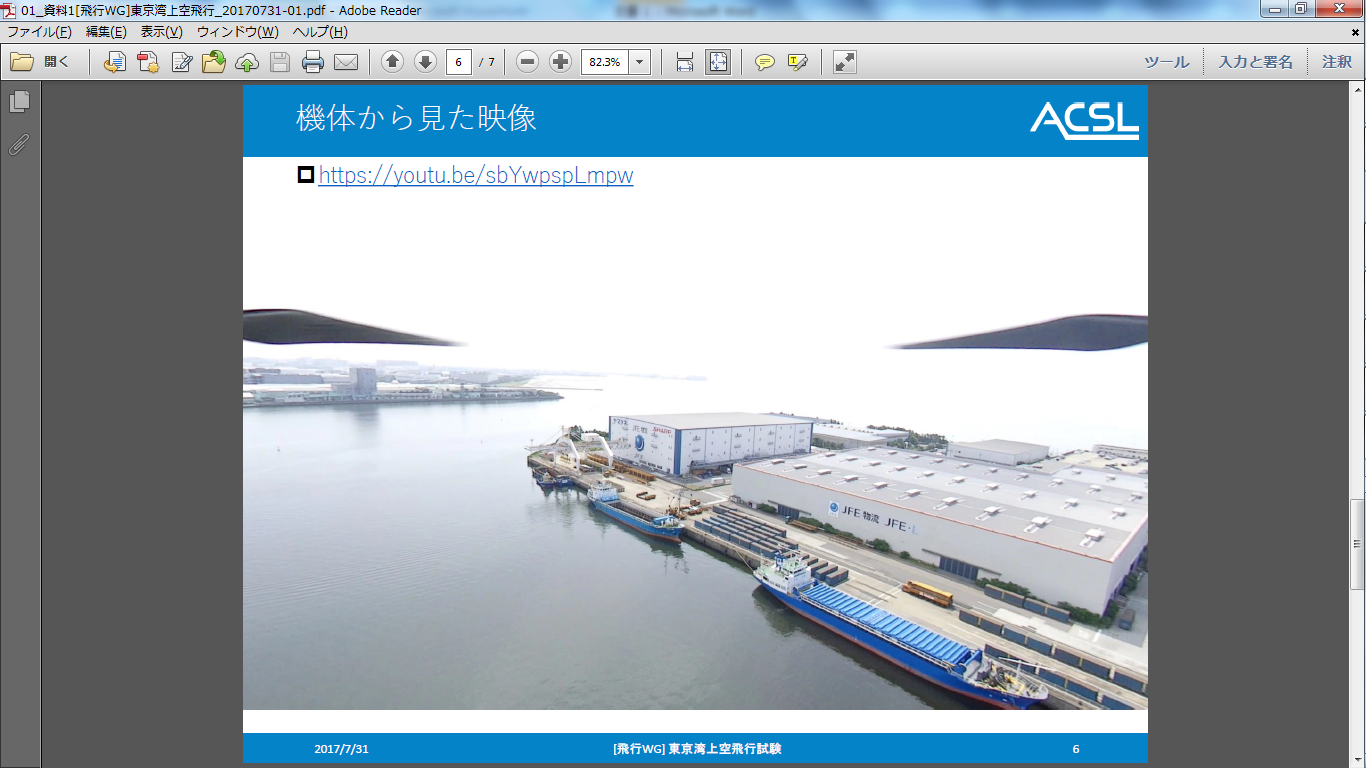 01_資料1[飛行WG]東京湾上空飛行_20170731-01.pdf - Adobe Reader
ファイル(F) 編集(E) 表示(V) ウィンドウ(W) ヘルプ(H)
開く 6 / 7 82.3% ツール 入力と署名 注釈
機体から見た映像
ACSL
https://youtu.be/sbYwpspLmpw
JFE 物流 JFE-L
2017/7/31 [飛行WG] 東京湾上空飛行試験 6